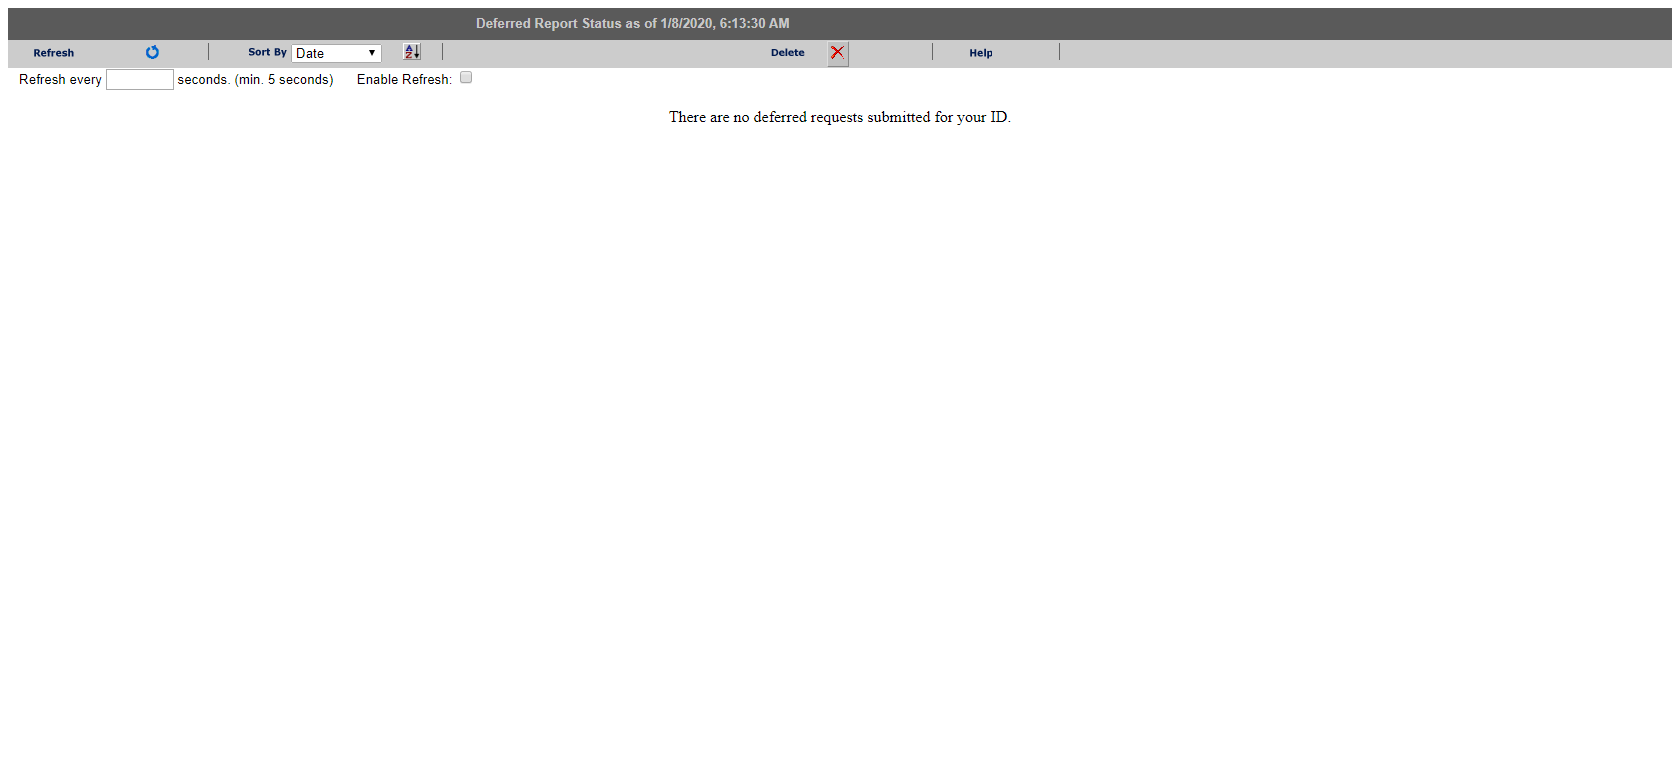 Deferred Report Status as of 1/8/2020, 6:13:30 AM
Refresh Sort By Date Delete Help
Refresh every seconds. (min. 5 seconds) Enable Refresh:
There are no deferred requests submitted for your ID.